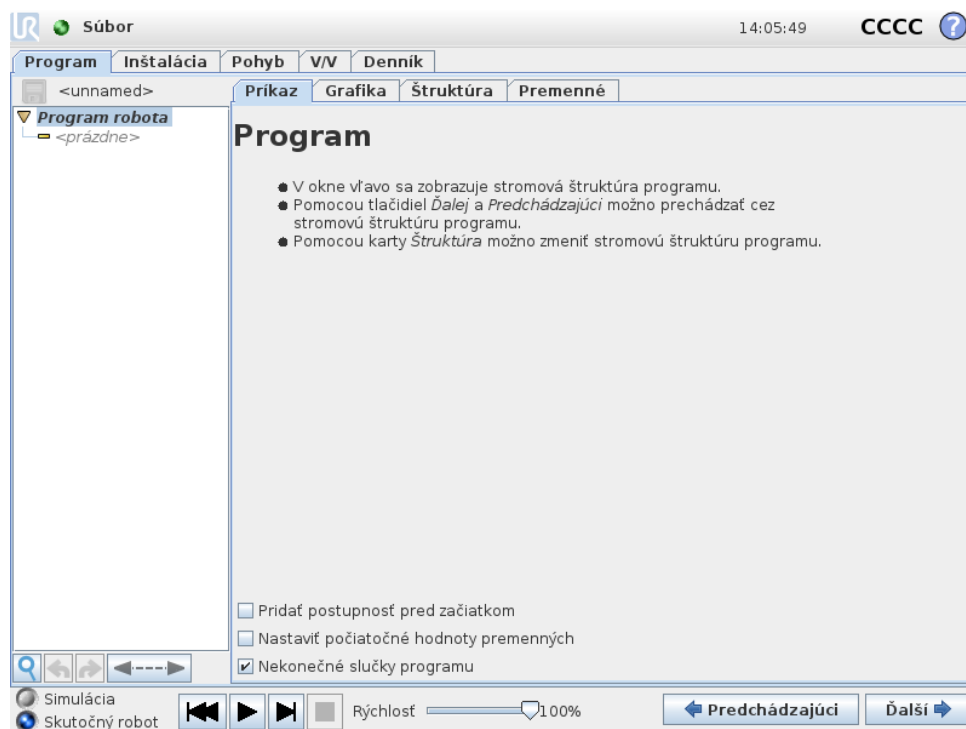 UR Súbor 14:05:49 CCCC ?
Program Inštalácia Pohyb V/V Denník
<unnamed> Príkaz Grafika Štruktúra Premenné
Program robota
<prázdne>
Program
V okne vľavo sa zobrazuje stromová štruktúra programu.
Pomocou tlačidiel Ďalej a Predchádzajúci možno prechádzať cez
stromovú štruktúru programu.
Pomocou karty Štruktúra možno zmeniť stromovú štruktúru programu.
Pridať postupnosť pred začiatkom
Nastaviť počiatočné hodnoty premenných
Nekonečné slučky programu
Simulácia
Skutočný robot
Rýchlosť 100% Predchádzajúci Ďalší